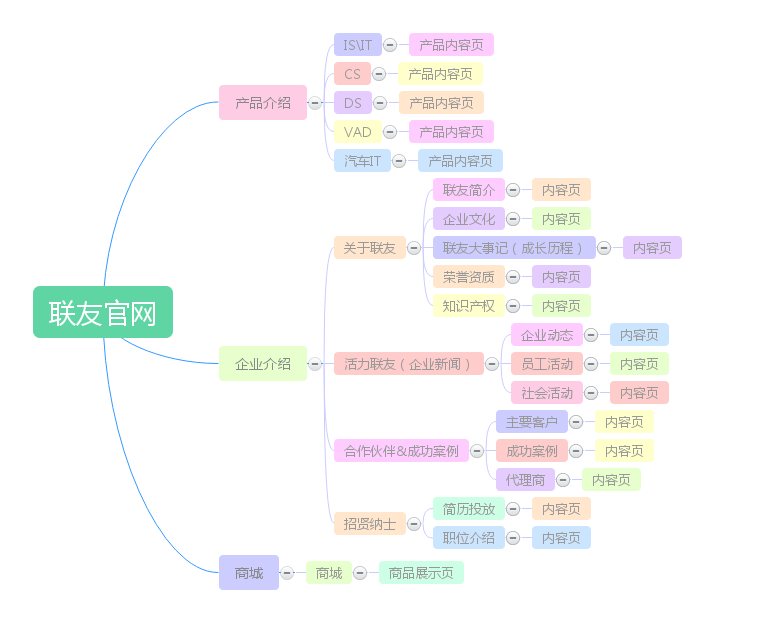 联友官网
产品介绍
IS\IT
产品内容页
CS
产品内容页
DS
产品内容页
VAD
产品内容页
汽车IT
产品内容页
企业介绍
关于联友
联友简介
内容页
企业文化
内容页
联友大事记（成长历程）
内容页
荣誉资质
内容页
知识产权
内容页
活力联友（企业新闻）
企业动态
内容页
员工活动
内容页
社会活动
内容页
合作伙伴&成功案例
主要客户
内容页
成功案例
内容页
代理商
内容页
招贤纳士
简历投放
内容页
职位介绍
内容页
商城
商城
商品展示页